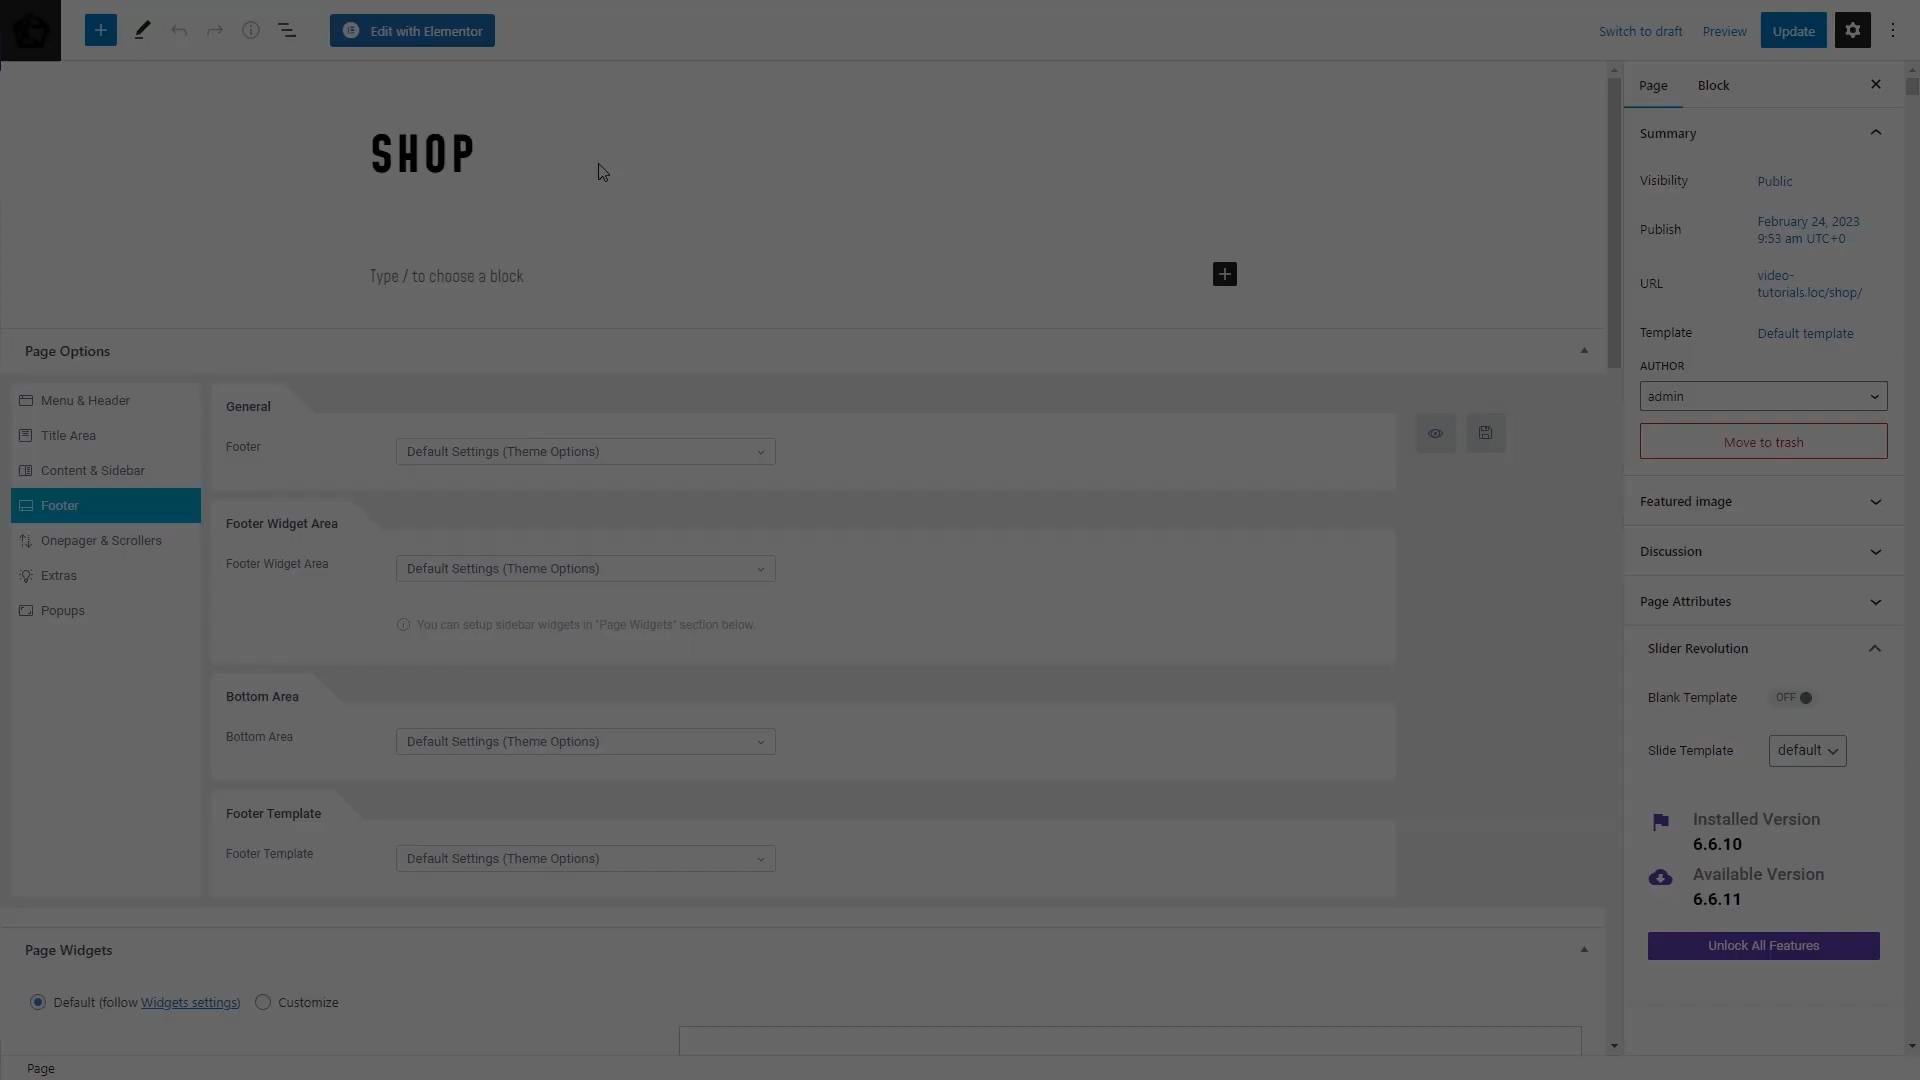 Edit with Elementor
Switch to draft
Preview
Update
SHOP
Type / to choose a block
Page Options
Menu & Header
Title Area
Content & Sidebar
Footer
Onepager & Scrollers
Extras
Popups
General
Footer
Default Settings (Theme Options)
Footer Widget Area
Footer Widget Area
Default Settings (Theme Options)
You can setup sidebar widgets in "Page Widgets" section below.
Bottom Area
Bottom Area
Default Settings (Theme Options)
Footer Template
Footer Template
Default Settings (Theme Options)
Page Widgets
Default (follow Widgets settings)
Customize
Page
Page
Block
Summary
Visibility
Public
Publish
February 24, 2023
9:53 am UTC+0
URL
video-
tutorials.loc/shop/
Template
Default template
AUTHOR
admin
Move to trash
Featured image
Discussion
Page Attributes
Slider Revolution
Blank Template
OFF
Slide Template
default
Installed Version
6.6.10
Available Version
6.6.11
Unlock All Features